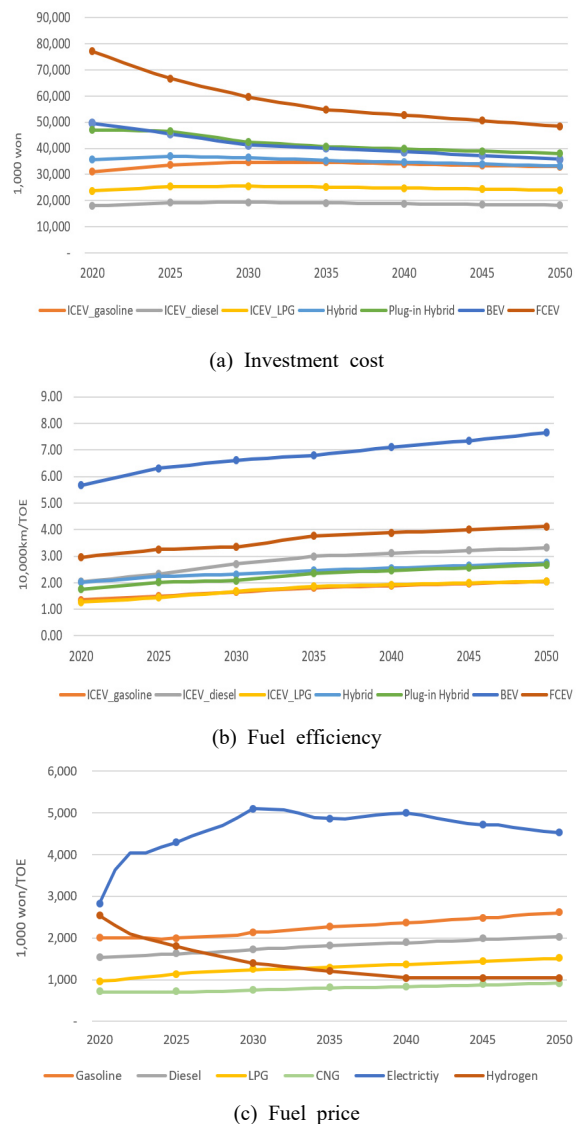 90,000
80,000
70,000
60,000
50,000
40,000
30,000
20,000
10,000
-
1,000 won
2020 2025 2030 2035 2040 2045 2050
ICEV_gasoline ICEV_diesel ICEV_LPG Hybrid Plug-in Hybrid BEV FCEV
(a) Investment cost
9.00
8.00
7.00
6.00
5.00
4.00
3.00
2.00
1.00
0.00
10,000km/TOE
2020 2025 2030 2035 2040 2045 2050
ICEV_gasoline ICEV_diesel ICEV_LPG Hybrid Plug-in Hybrid BEV FCEV
(b) Fuel efficiency
6,000
5,000
4,000
3,000
2,000
1,000
-
1,000 won/TOE
2020 2025 2030 2035 2040 2045 2050
Gasoline Diesel LPG CNG Electrictiy Hydrogen
(c) Fuel price